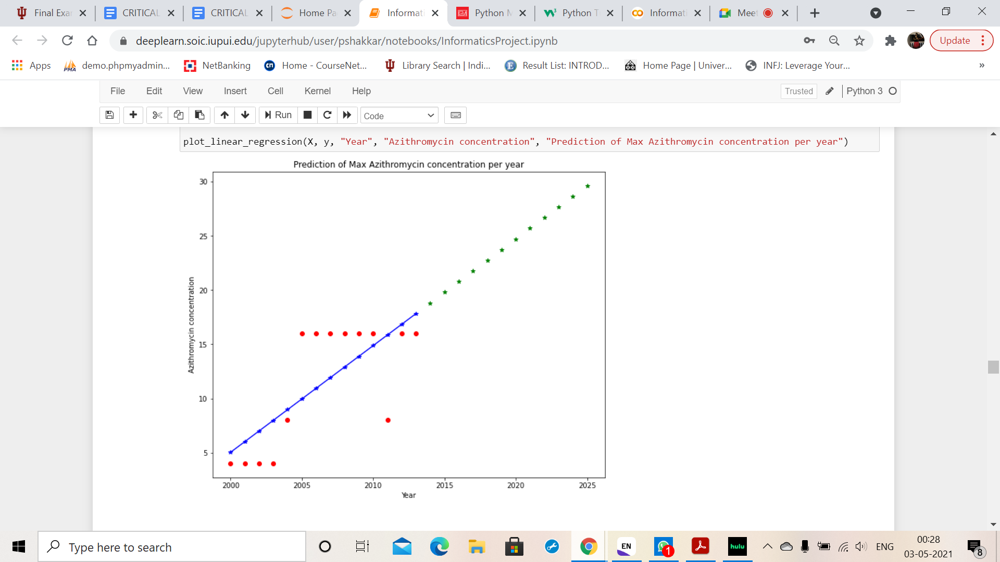 Final Exar CRITICAL CRITICAL Home Pa Informati Python M Python T Informati Meet
deeplearn.soic.iupui.edu/jupyterhub/user/pshakkar/notebooks/InformaticsProject.ipynb Update
Apps demo.phpmyadmin... NetBanking Home - CourseNet... Library Search | Indi... Result List: INTROD... Home Page | Univer... INFJ: Leverage Your... »
File Edit View Insert Cell Kernel Help Trusted Python 3
Run Code
plot_linear_regression(X, y, "Year", "Azithromycin concentration", "Prediction of Max Azithromycin concentration per year")
Prediction of Max Azithromycin concentration per year
30
25
20
15
10
5
Azithromycin concentration
2000 2005 2010 2015 2020 2025
Year
Type here to search EN 1 hulu ENG 00:28
03-05-2021 8